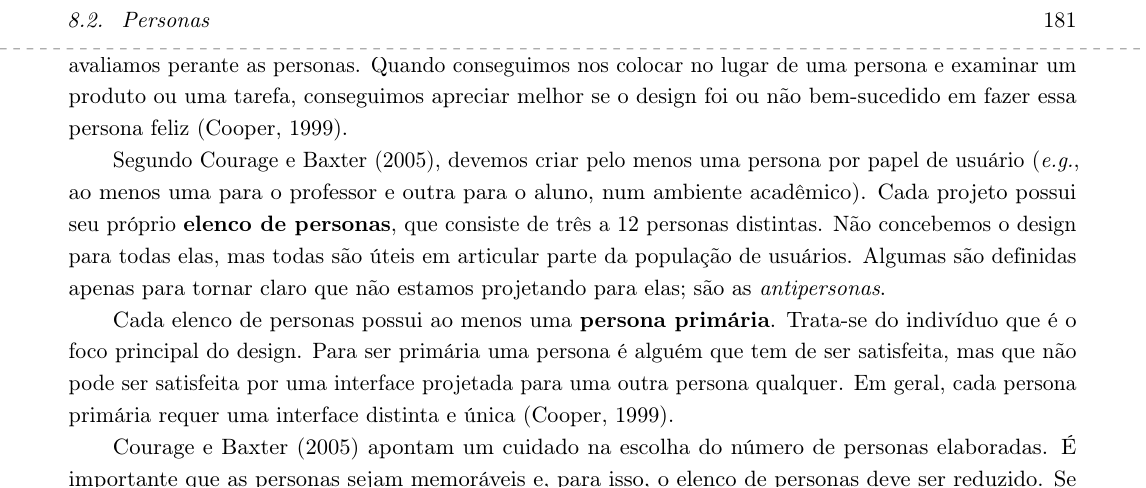 8.2. Personas 181
avaliamos perante as personas. Quando conseguimos nos colocar no lugar de uma persona e examinar um
produto ou uma tarefa, conseguimos apreciar melhor se o design foi ou não bem-sucedido em fazer essa
persona feliz (Cooper, 1999).
Segundo Courage e Baxter (2005), devemos criar pelo menos uma persona por papel de usuário (e.g.,
ao menos uma para o professor e outra para o aluno, num ambiente acadêmico). Cada projeto possui
seu próprio elenco de personas, que consiste de três a 12 personas distintas. Não concebemos o design
para todas elas, mas todas são úteis em articular parte da população de usuários. Algumas são definidas
apenas para tornar claro que não estamos projetando para elas; são as antipersonas.
Cada elenco de personas possui ao menos uma persona primária. Trata-se do indivíduo que é o
foco principal do design. Para ser primária uma persona é alguém que tem de ser satisfeita, mas que não
pode ser satisfeita por uma interface projetada para uma outra persona qualquer. Em geral, cada persona
primária requer uma interface distinta e única (Cooper, 1999).
Courage e Baxter (2005) apontam um cuidado na escolha do número de personas elaboradas. É
importante que as personas sejam memoráveis e, para isso, o elenco de personas deve ser reduzido. Se